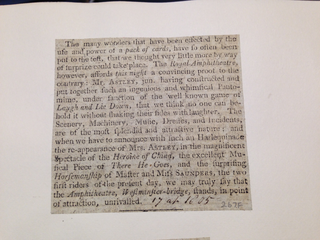 The many wonders that have been effected by the
use and power of a pack of cards, have so often been
put to the test, that we thought very little more by way
of surprize could take place. The Royal Amphitheatre,
however, affords this night a convincing proof to the
contrary: Mr. ASTLEY, jun. having constructed and
put together such an ingenious and whimsical Panto-
mime, under sanction of the well known game of
Laugh and Lie Down, that we think no one can be-
hold it without shaking their sides with laughter. The
Scenery, Machinery, Music, Dresses, and Incidents,
are of the most splendid and attractive nature; and
when we have to announce with such an Harlequinade
the re-appearance of Mrs. ASTLEY, in the magnificent
Spectacle of the Heroine of China, the excellent Mu-
sical Piece of There He Goes, and the surprising
Horsemanship of Master and Miss SAUNDERS, the two
first riders of the present day, we may truly say that
the Amphitheatre, Westminster-bridge, stands, in point
of attraction, unrivalled. 17